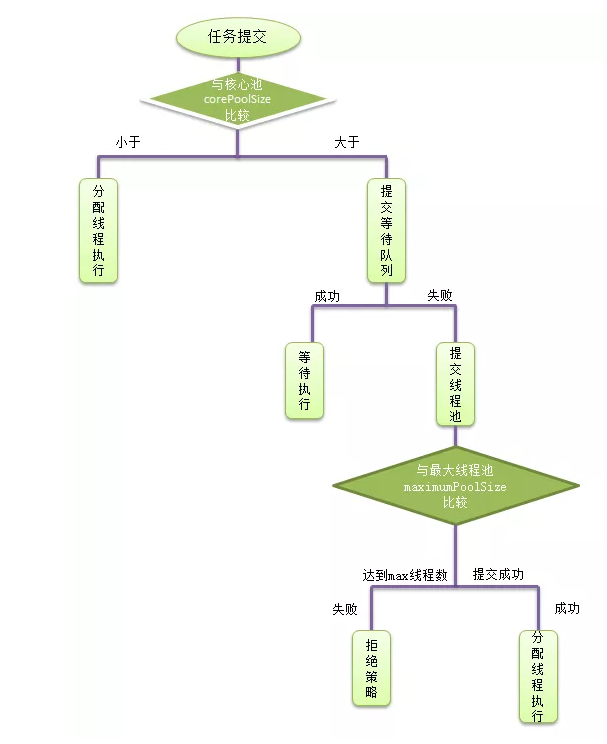 任务提交
与核心池
corePoolSize
比较
小于
大于
分配线程执行
提交等待队列
成功
失败
等待执行
提交线程池
与最大线程池
maximumPoolSize
比较
达到max线程数
提交成功
失败
成功
拒绝策略
分配线程执行